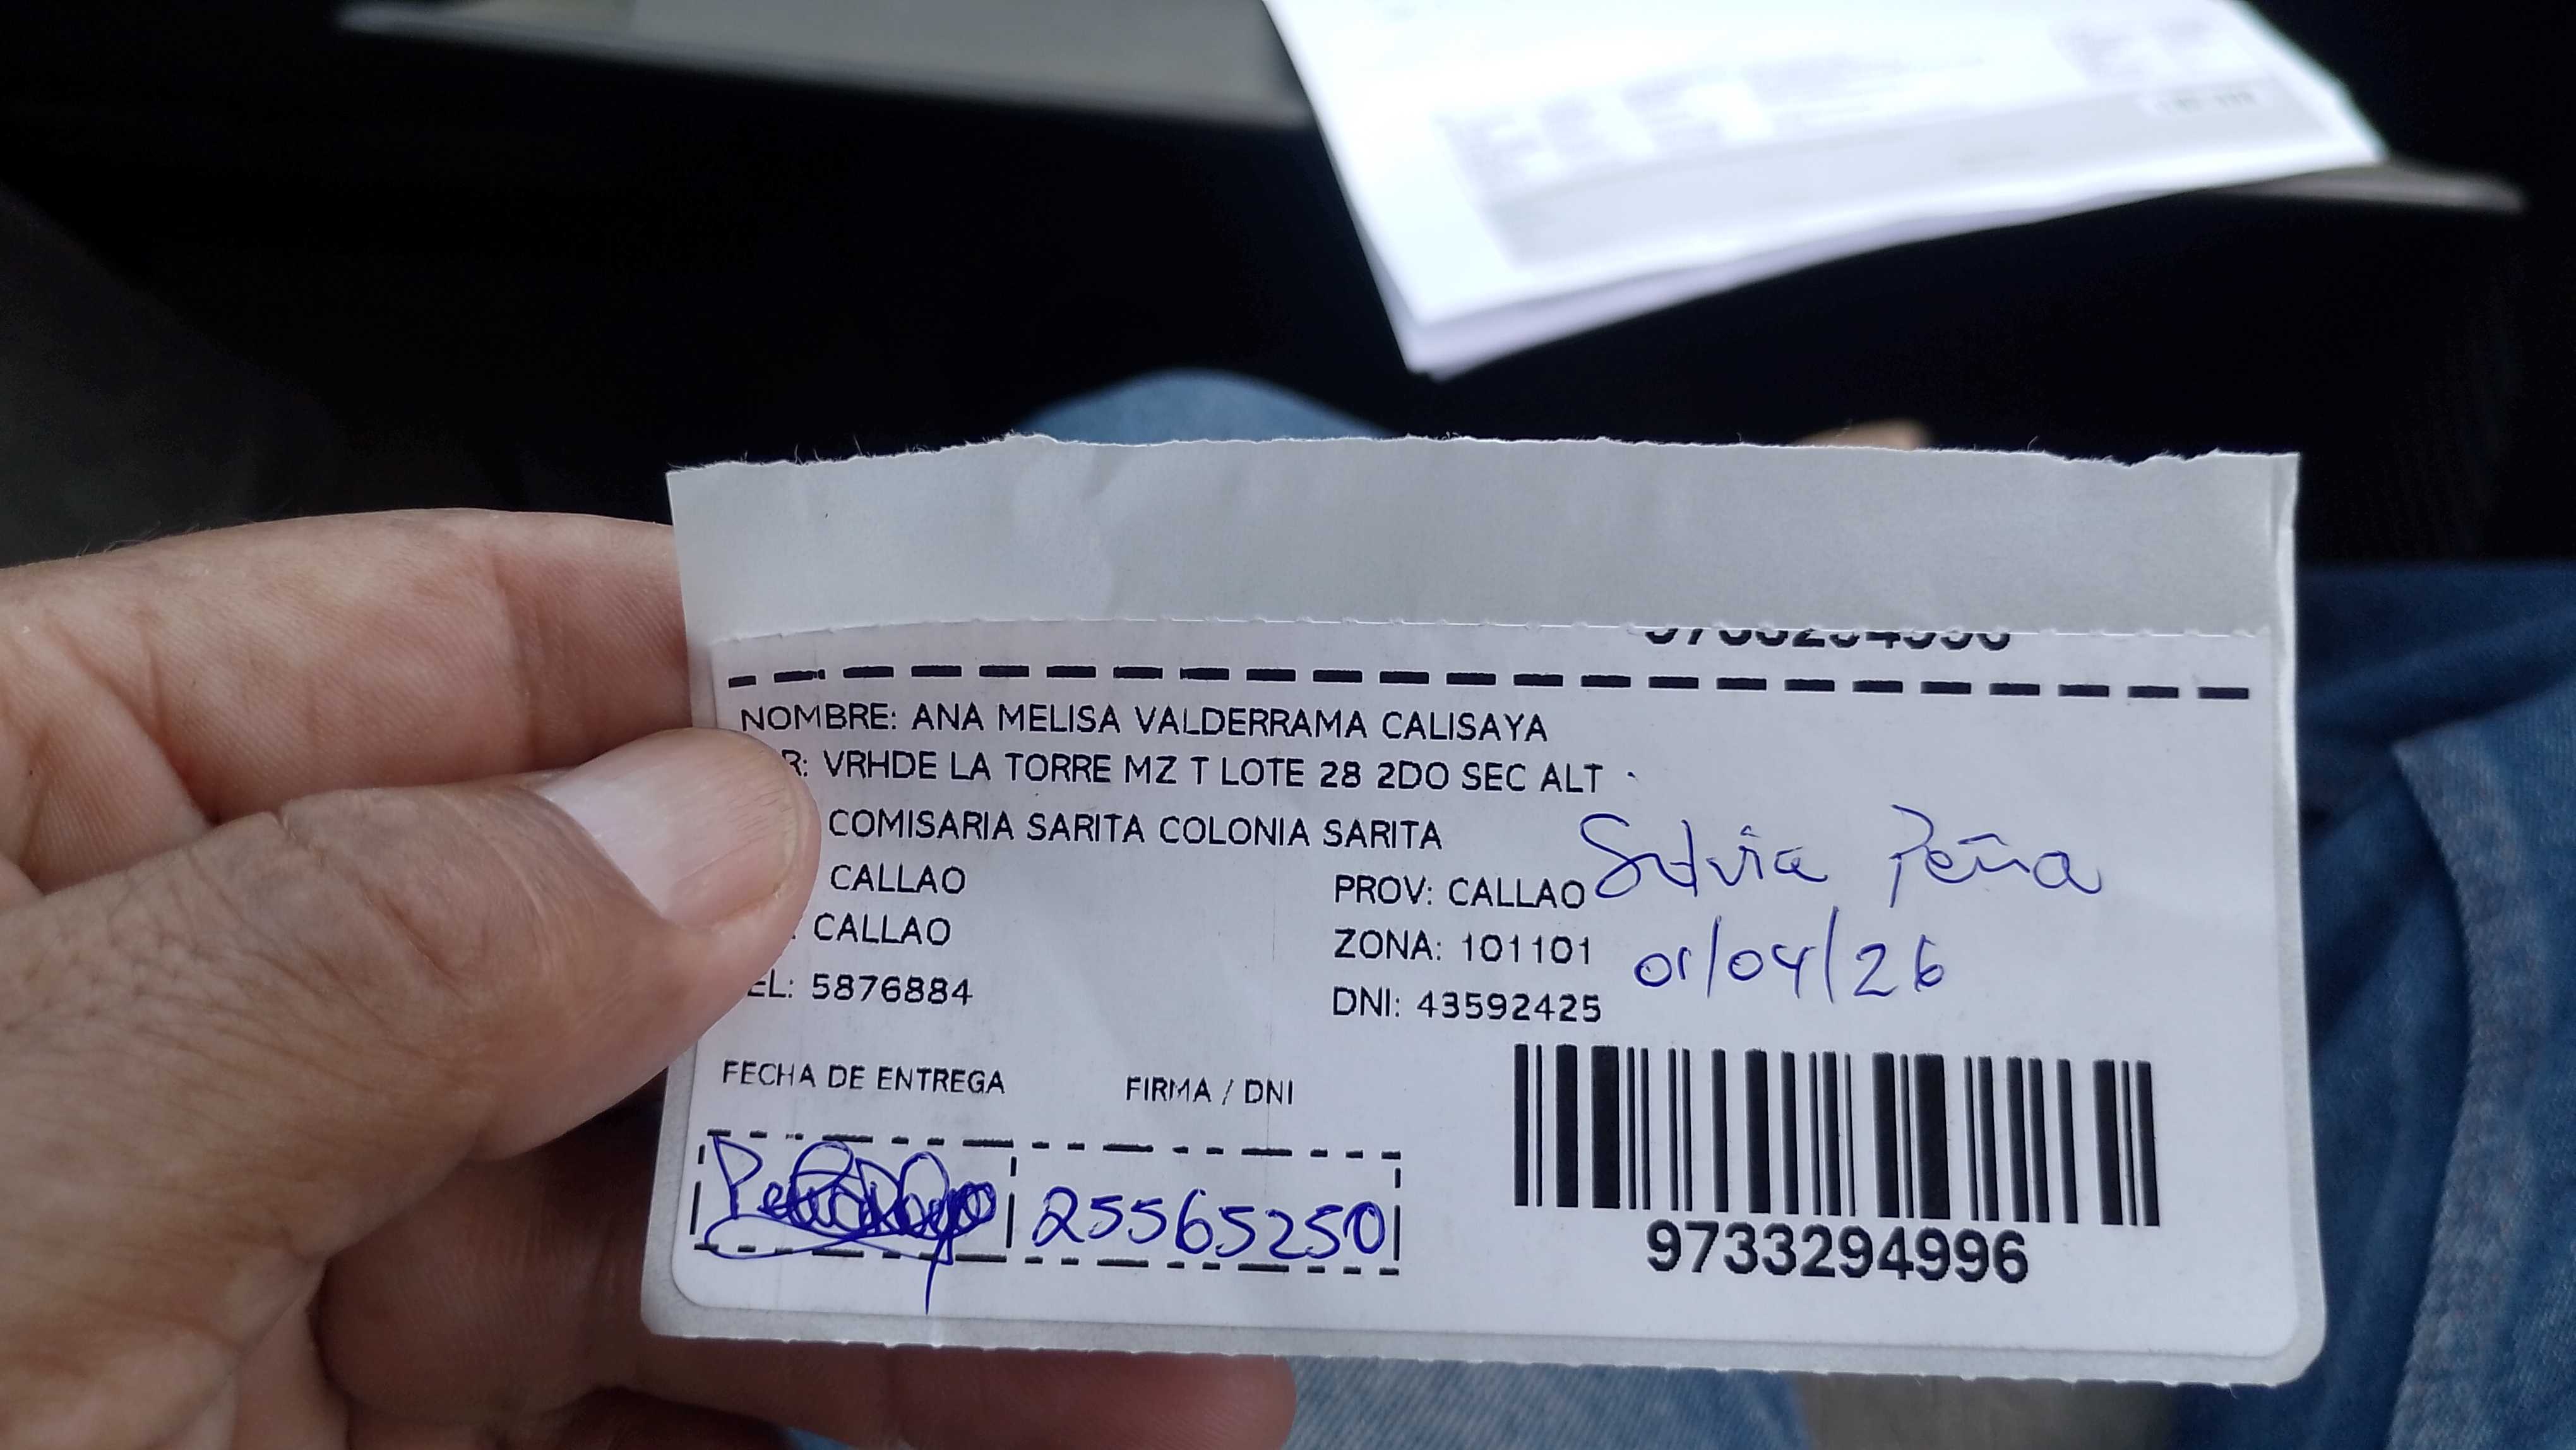 NOMBRE: ANA MELISA VALDERRAMA CALISAYA
R: VRHDE LA TORRE MZ T LOTE 28 2DO SEC ALT
COMISARIA SARITA COLONIA SARITA
CALLAO
PROV: CALLAO
Silvia Peña
: CALLAO
ZONA: 101101
01/04/26
EL: 5876884
DNI: 43592425
FECHA DE ENTREGA
FIRMA / DNI
25565250
9733294996